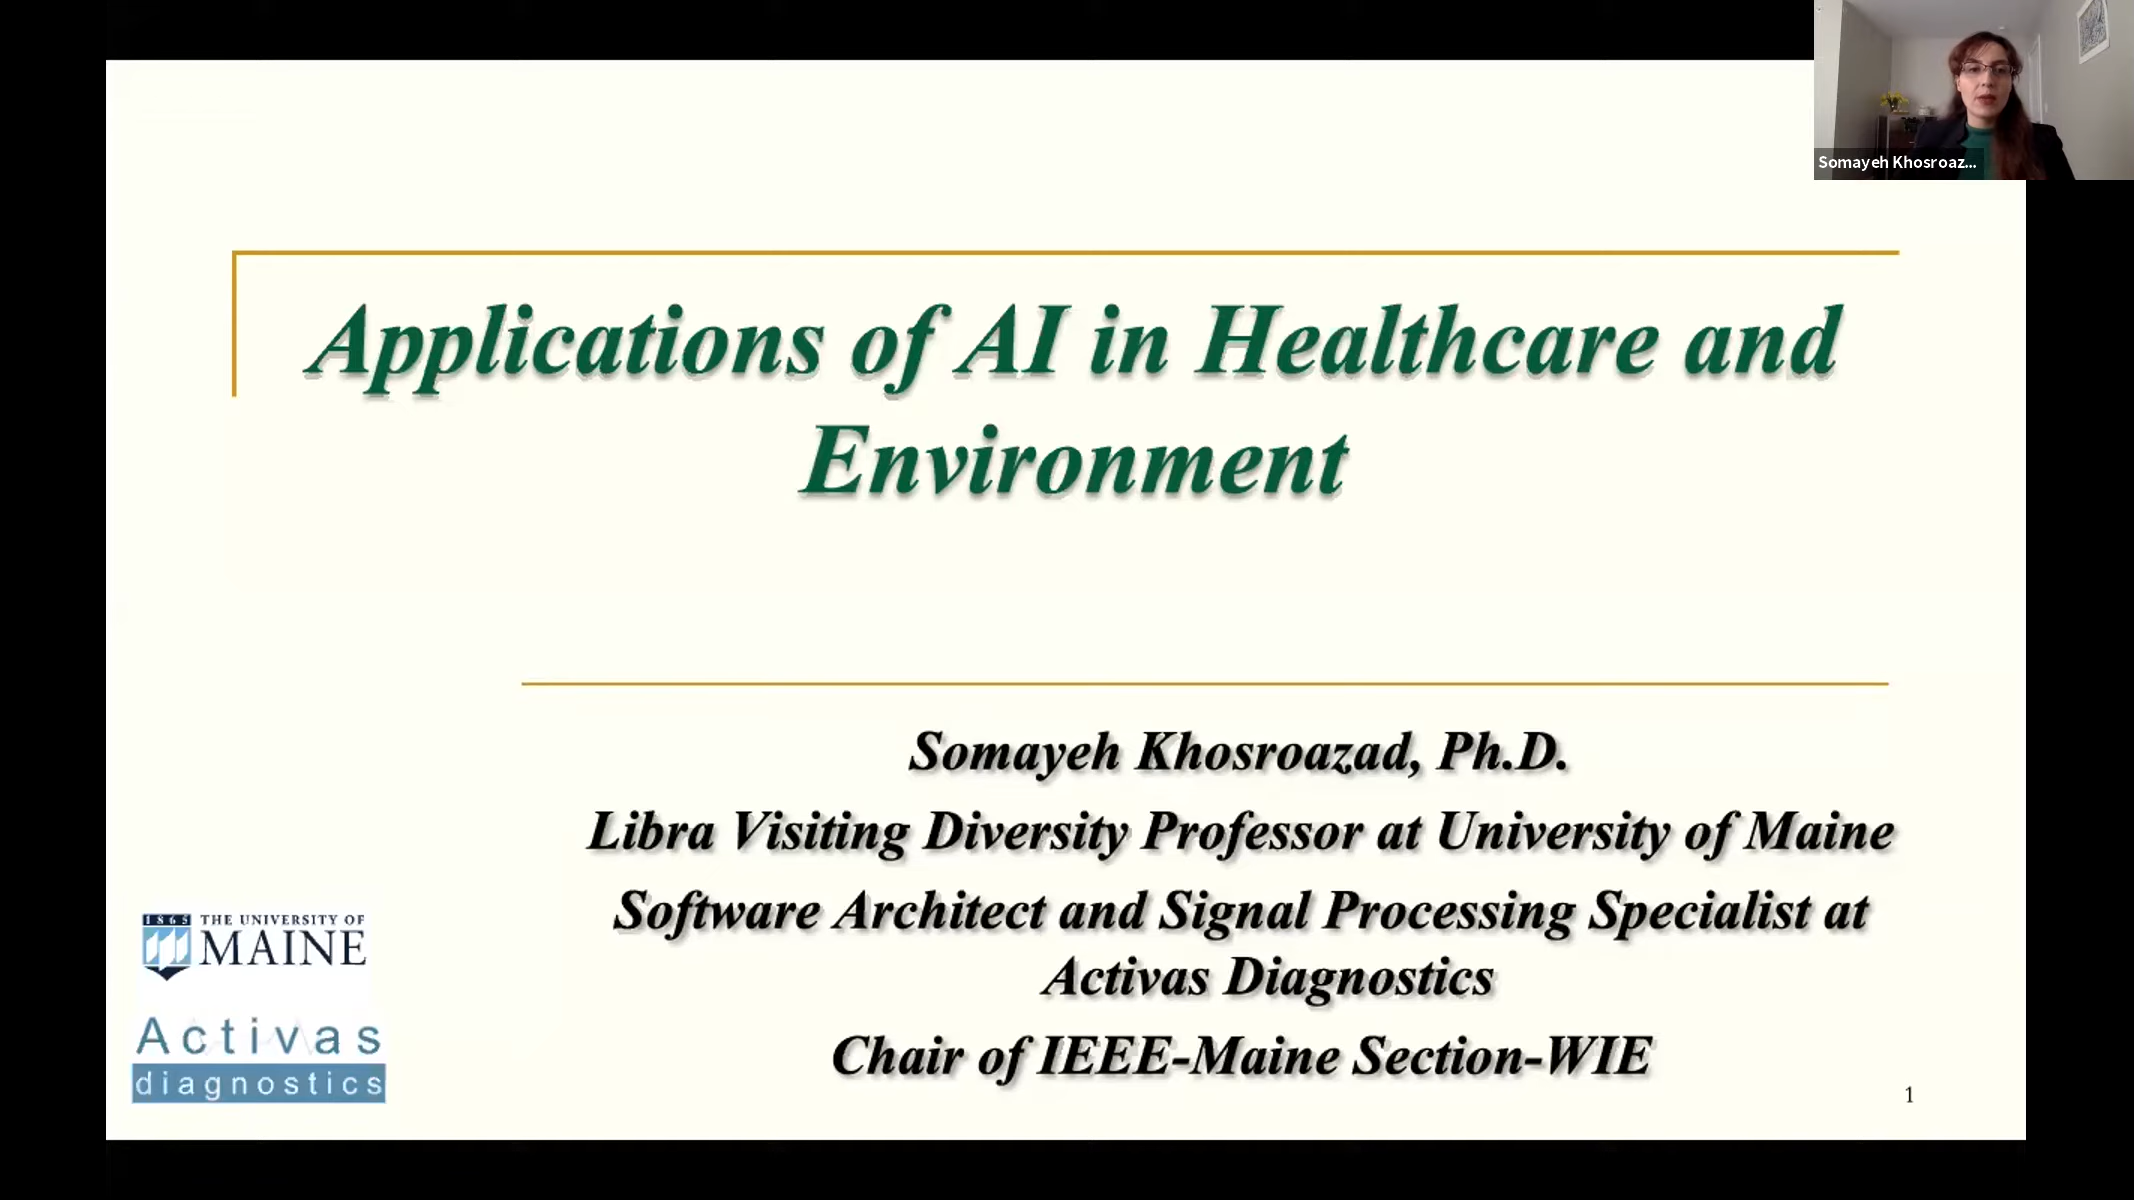 Somayeh Khosroaz...
Applications of AI in Healthcare and
Environment
Somayeh Khosroazad, Ph.D.
Libra Visiting Diversity Professor at University of Maine
Software Architect and Signal Processing Specialist at
Activas Diagnostics
Chair of IEEE-Maine Section-WIE
1865 THE UNIVERSITY OF
MAINE
Activas
diagnostics
1